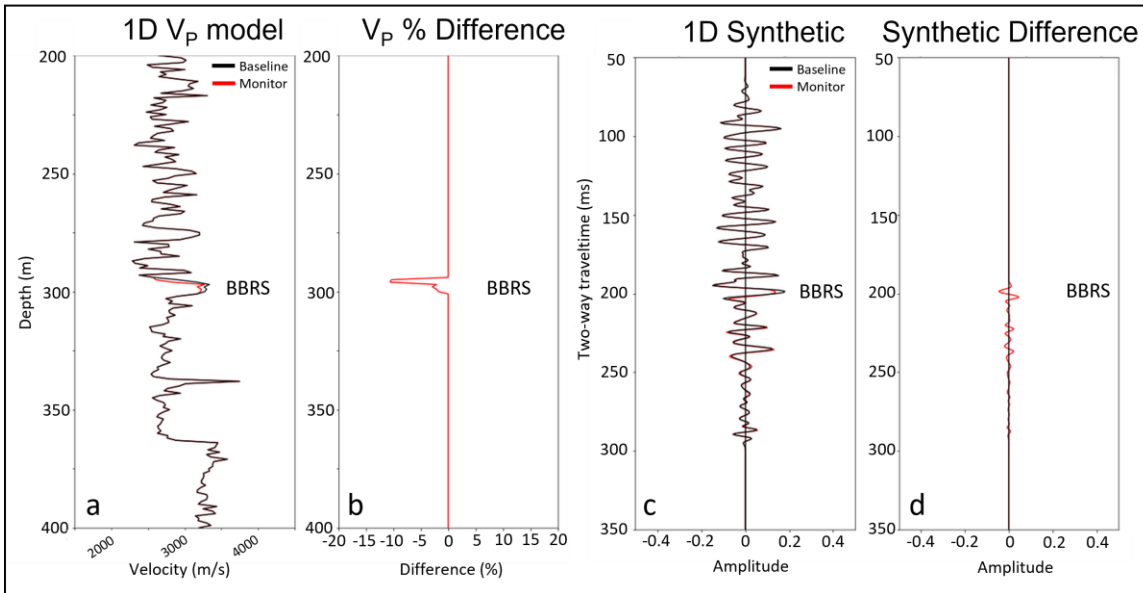 1D VP model
VP % Difference
1D Synthetic
Synthetic Difference
200
250
300
350
400
Depth (m)
Baseline
Monitor
BBRS
a
2000
3000
4000
Velocity (m/s)
200
250
300
350
400
BBRS
b
-20 -15 -10 -5 0 5 10 15 20
Difference (%)
50
100
150
200
250
300
350
Two-way traveltime (ms)
Baseline
Monitor
BBRS
c
-0.4 -0.2 0 0.2 0.4
Amplitude
50
100
150
200
250
300
350
BBRS
d
-0.4 -0.2 0 0.2 0.4
Amplitude